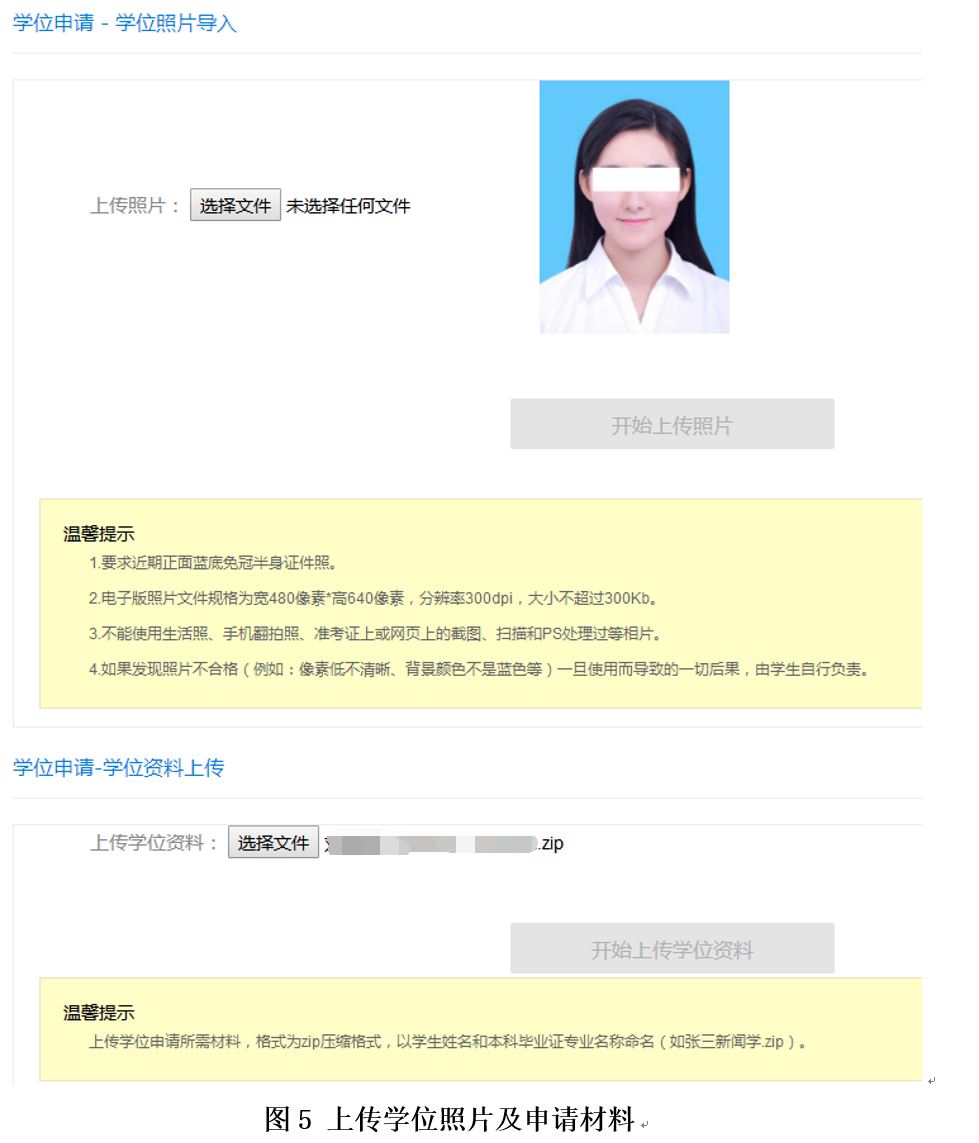 学位申请 - 学位照片导入
上传照片： 选择文件 未选择任何文件
开始上传照片
温馨提示
1.要求近期正面蓝底免冠半身证件照。
2.电子版照片文件规格为宽480像素*高640像素，分辨率300dpi，大小不超过300Kb。
3.不能使用生活照、手机翻拍照、准考证上或网页上的截图、扫描和PS处理过等相片。
4.如果发现照片不合格（例如：像素低不清晰、背景颜色不是蓝色等）一旦使用而导致的一切后果，由学生自行负责。
学位申请-学位资料上传
上传学位资料： 选择文件 .zip
开始上传学位资料
温馨提示
上传学位申请所需材料，格式为zip压缩格式，以学生姓名和本科毕业证专业名称命名（如张三新闻学.zip）。
图 5 上传学位照片及申请材料